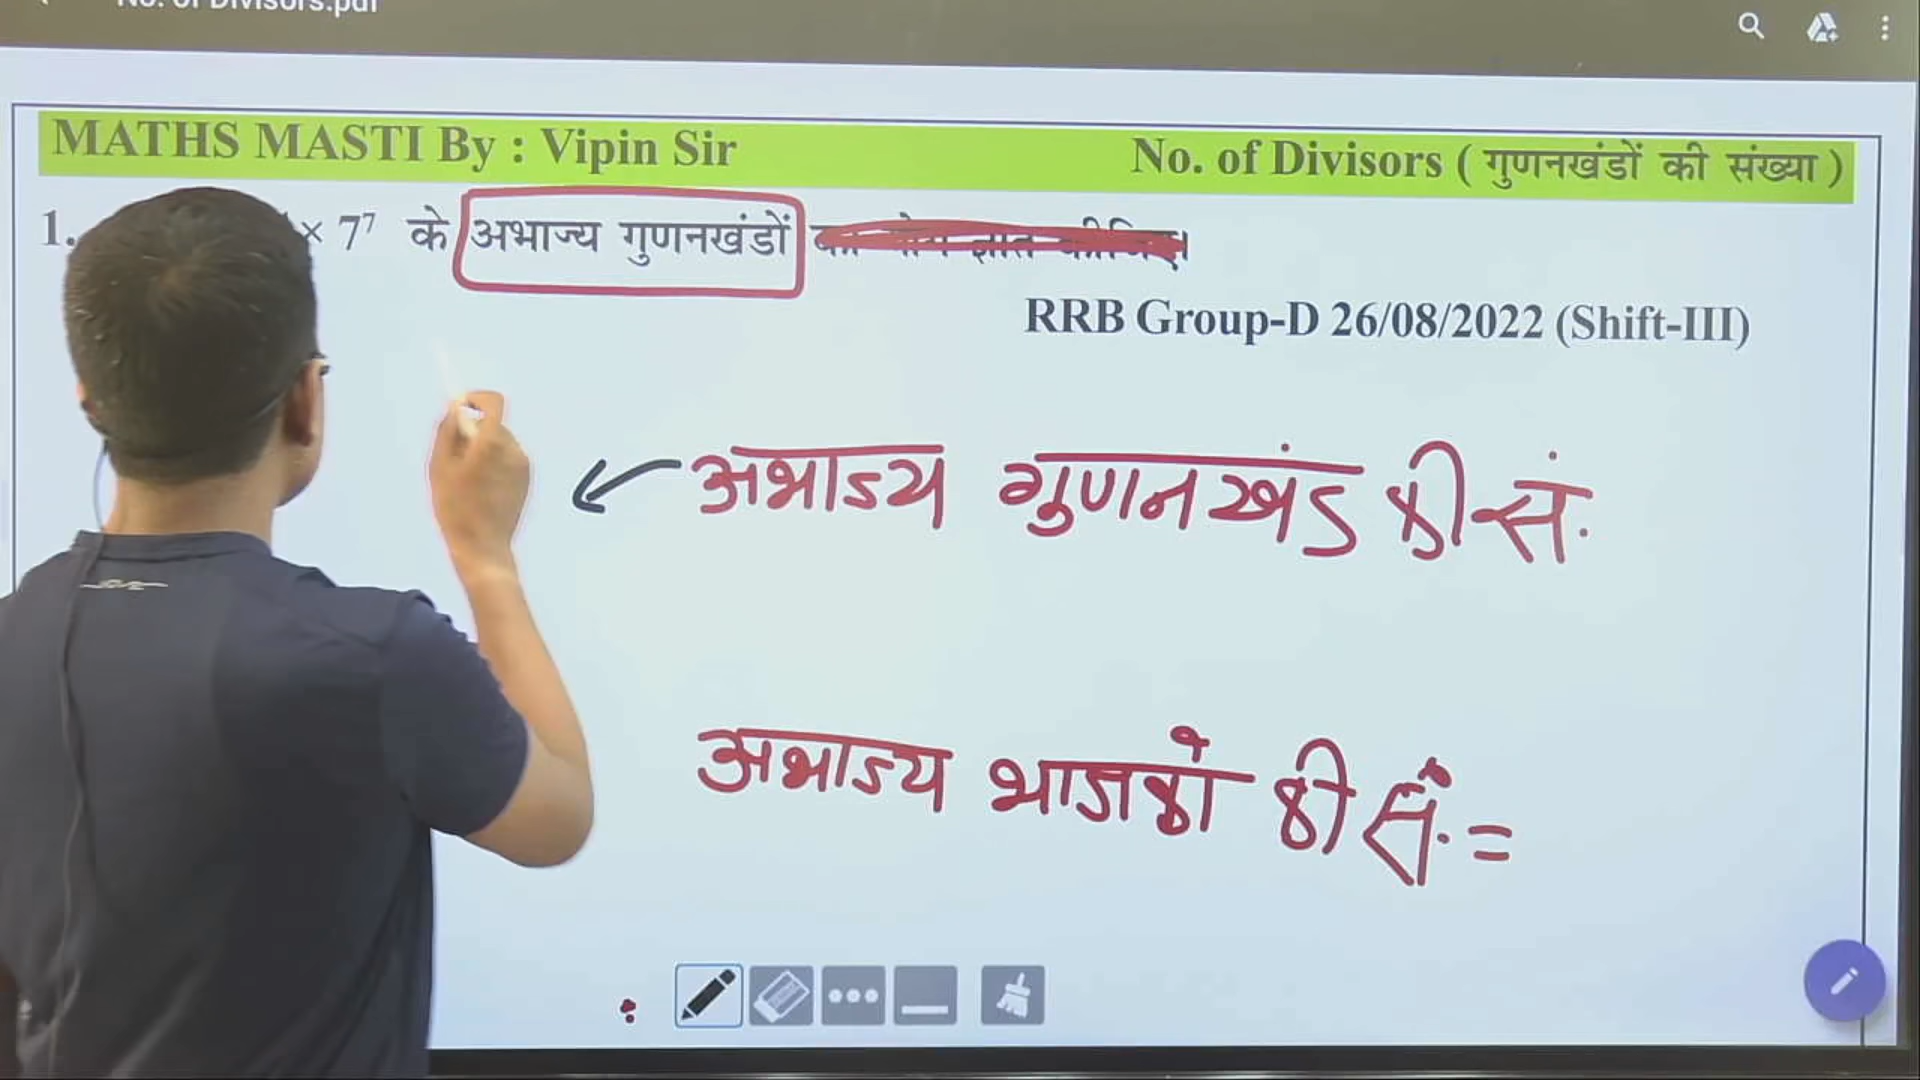 No. of Divisors.pdf
MATHS MASTI By : Vipin Sir
No. of Divisors ( गुणनखंडों की संख्या )
1. × 7⁷ के अभाज्य गुणनखंडों
RRB Group-D 26/08/2022 (Shift-III)
अभाज्य गुणनखंड की सं.
अभाज्य भाजकों की सं. =